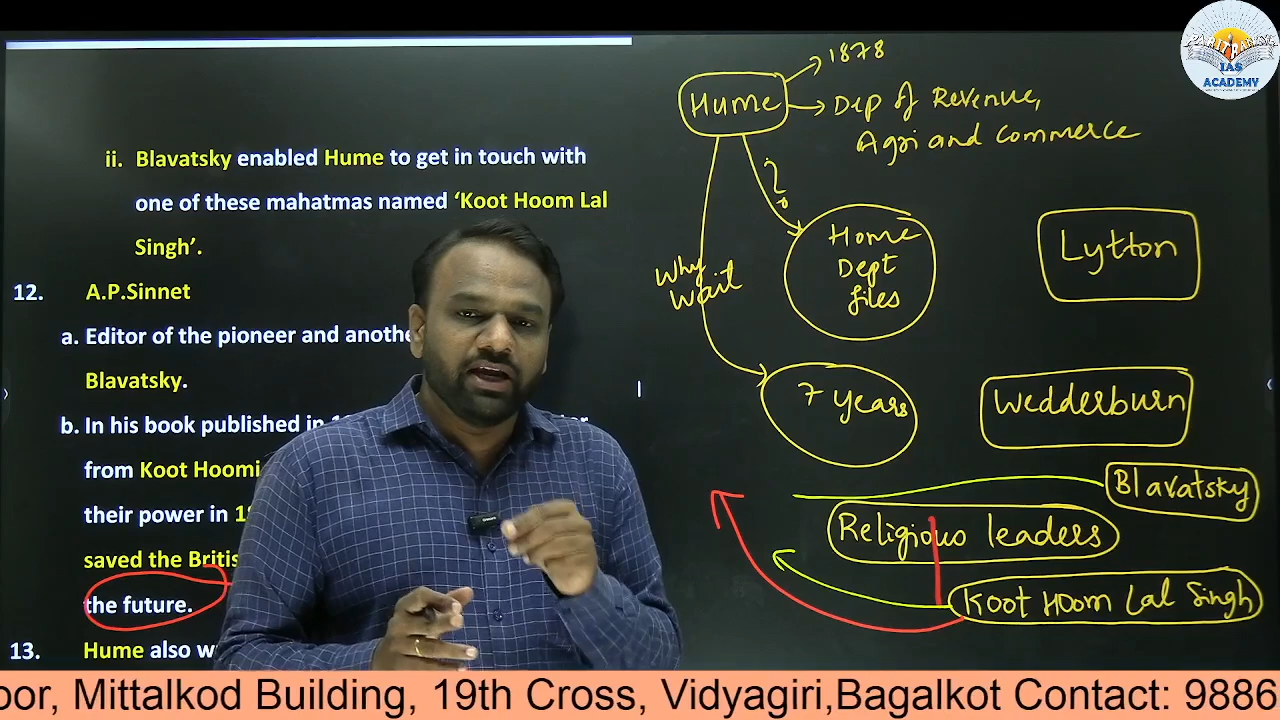 IAS
ACADEMY
ii. Blavatsky enabled Hume to get in touch with
one of these mahatmas named ‘Koot Hoom Lal
Singh’.
12. A.P.Sinnet
a. Editor of the pioneer and anothe
Blavatsky.
b. In his book published in
from Koot Hoomi
their power in
saved the Britis
the future.
13. Hume also w
Hume
1878
Dep of Revenue,
Agri and Commerce
?
Why
Wait
Home
Dept
files
Lytton
7 years
Wedderburn
Blavatsky
Religious leaders
Koot Hoom Lal Singh
oor, Mittalkod Building, 19th Cross, Vidyagiri,Bagalkot Contact: 9886